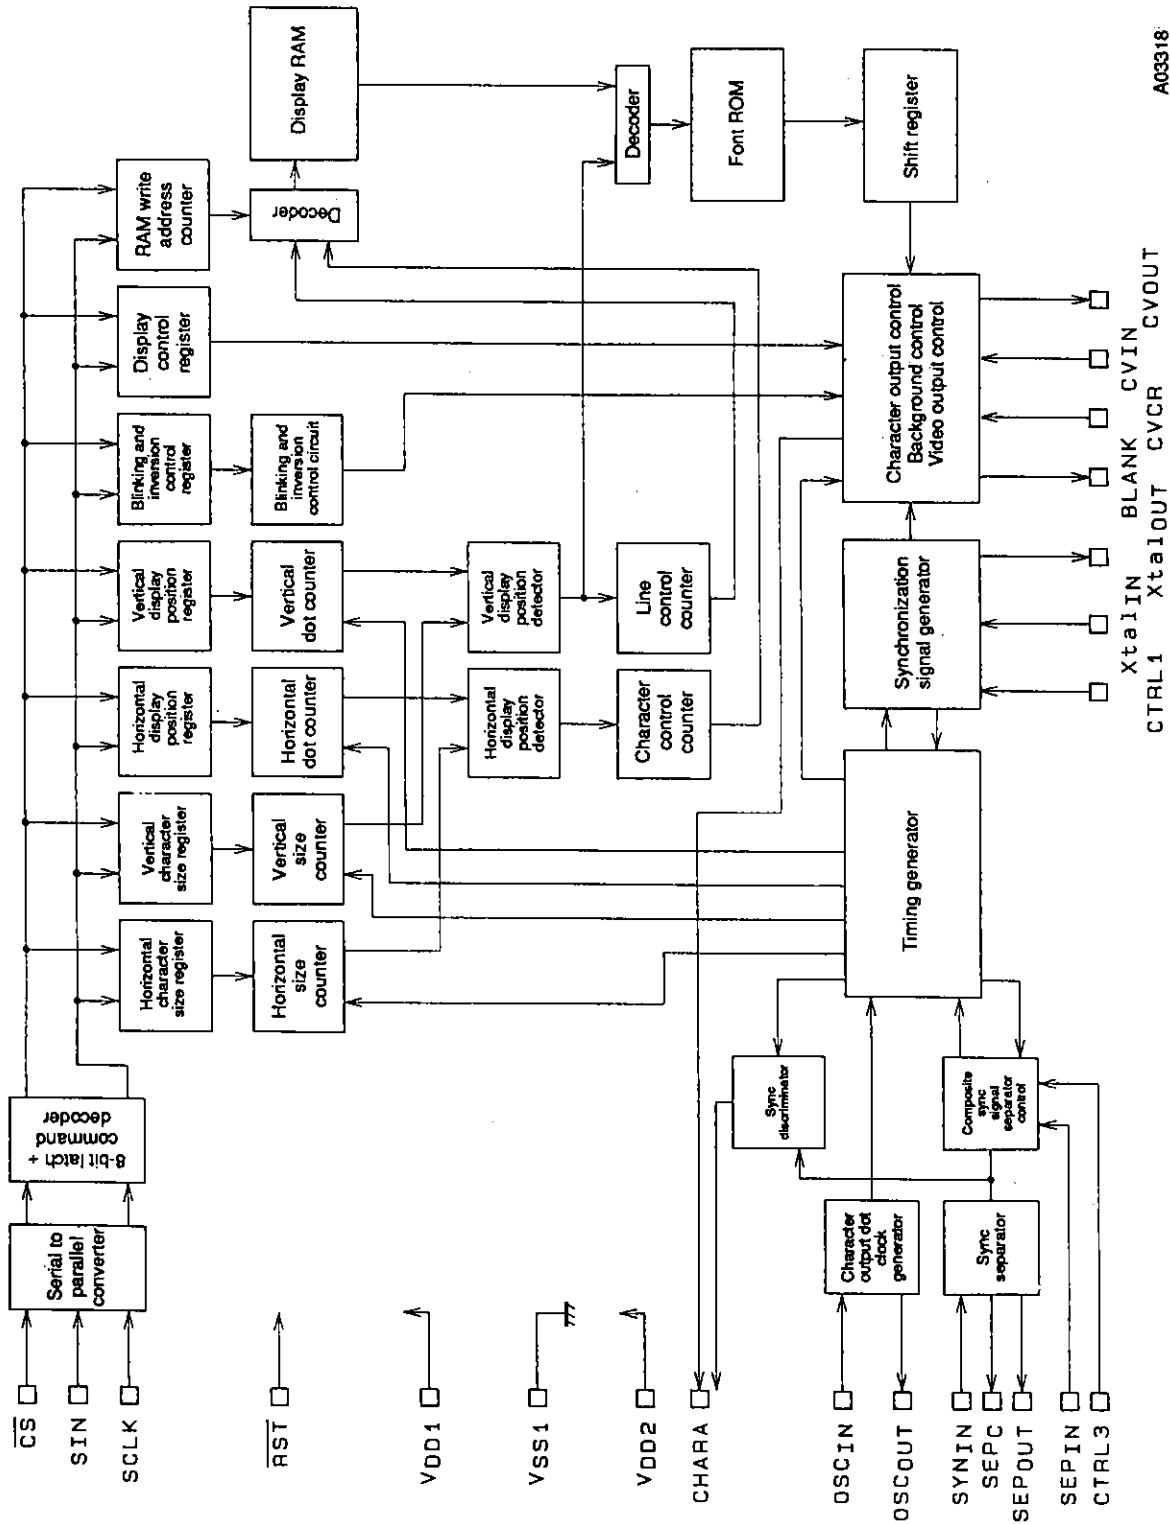 CS
SIN
SCLK
RST
VDD1
VSS1
VDD2
CHARA
OSCIN
OSCOUT
SYNIN
SEPC
SEPOUT
SEPIN
CTRL3
Serial to
parallel
converter
8-bit latch +
command
decoder
Horizontal
character
size register
Vertical
character
size register
Horizontal
display
position
register
Vertical
display
position
register
Blinking and
inversion
control
register
Display
control
register
RAM write
address
counter
Horizontal
size
counter
Vertical
size
counter
Horizontal
dot counter
Vertical
dot counter
Blinking and
inversion
control circuit
Decoder
Display RAM
Horizontal
display
position
detector
Vertical
display
position
detector
Character
control
counter
Line
control
counter
Decoder
Font ROM
Shift register
Sync
discriminator
Character
output dot
clock
generator
Sync
separator
Composite
sync
signal
separator
control
Timing generator
Synchronization
signal generator
Character output control
Background control
Video output control
CTRL1
XtalIN
XtalOUT
BLANK
CVCR
CVIN
CVOUT
A03318